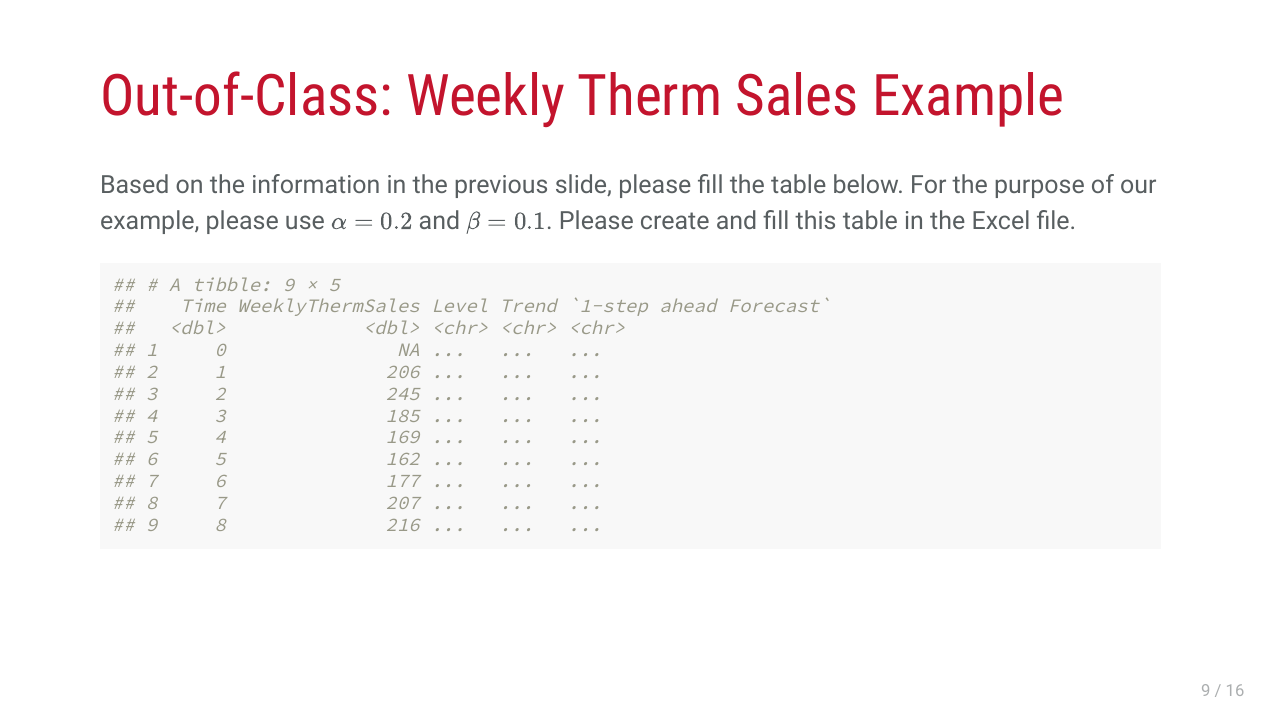 Out-of-Class: Weekly Therm Sales Example
Based on the information in the previous slide, please fill the table below. For the purpose of our
example, please use α = 0.2 and β = 0.1. Please create and fill this table in the Excel file.
## # A tibble: 9 × 5
##    Time WeeklyThermSales Level Trend `1-step ahead Forecast`
##   <dbl>            <dbl> <chr> <chr> <chr>
## 1     0               NA ...   ...   ...
## 2     1              206 ...   ...   ...
## 3     2              245 ...   ...   ...
## 4     3              185 ...   ...   ...
## 5     4              169 ...   ...   ...
## 6     5              162 ...   ...   ...
## 7     6              177 ...   ...   ...
## 8     7              207 ...   ...   ...
## 9     8              216 ...   ...   ...
9 / 16